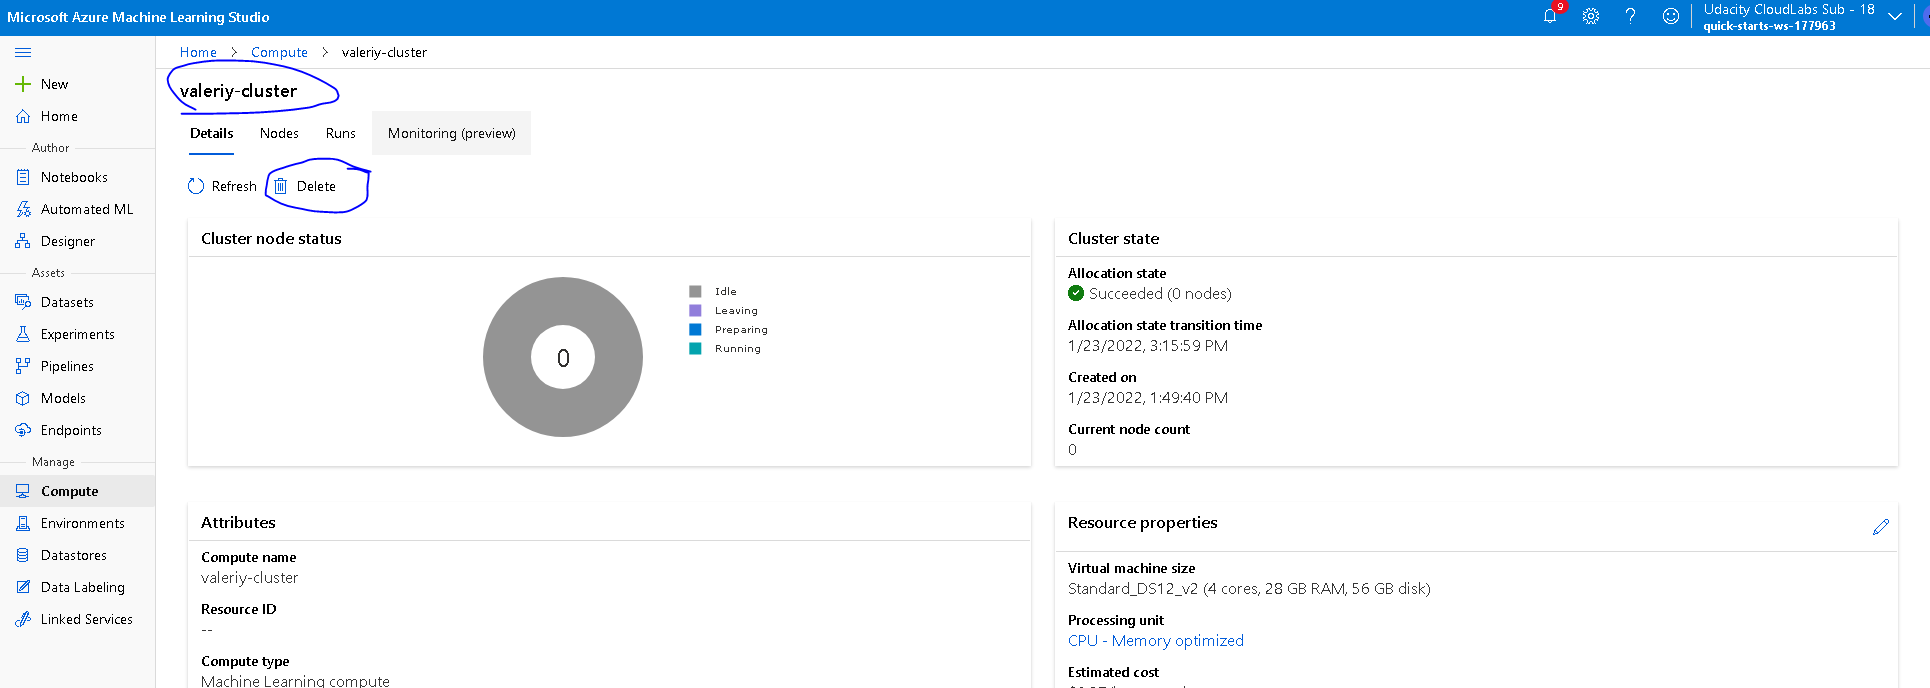 Microsoft Azure Machine Learning Studio
9
Udacity CloudLabs Sub - 18
quick-starts-ws-177963
New
Home
Author
Notebooks
Automated ML
Designer
Assets
Datasets
Experiments
Pipelines
Models
Endpoints
Manage
Compute
Environments
Datastores
Data Labeling
Linked Services
Home > Compute > valeriy-cluster
valeriy-cluster
Details Nodes Runs Monitoring (preview)
Refresh Delete
Cluster node status
0
Idle
Leaving
Preparing
Running
Cluster state
Allocation state
Succeeded (0 nodes)
Allocation state transition time
1/23/2022, 3:15:59 PM
Created on
1/23/2022, 1:49:40 PM
Current node count
0
Attributes
Compute name
valeriy-cluster
Resource ID
--
Compute type
Machine Learning compute
Resource properties
Virtual machine size
Standard_DS12_v2 (4 cores, 28 GB RAM, 56 GB disk)
Processing unit
CPU - Memory optimized
Estimated cost